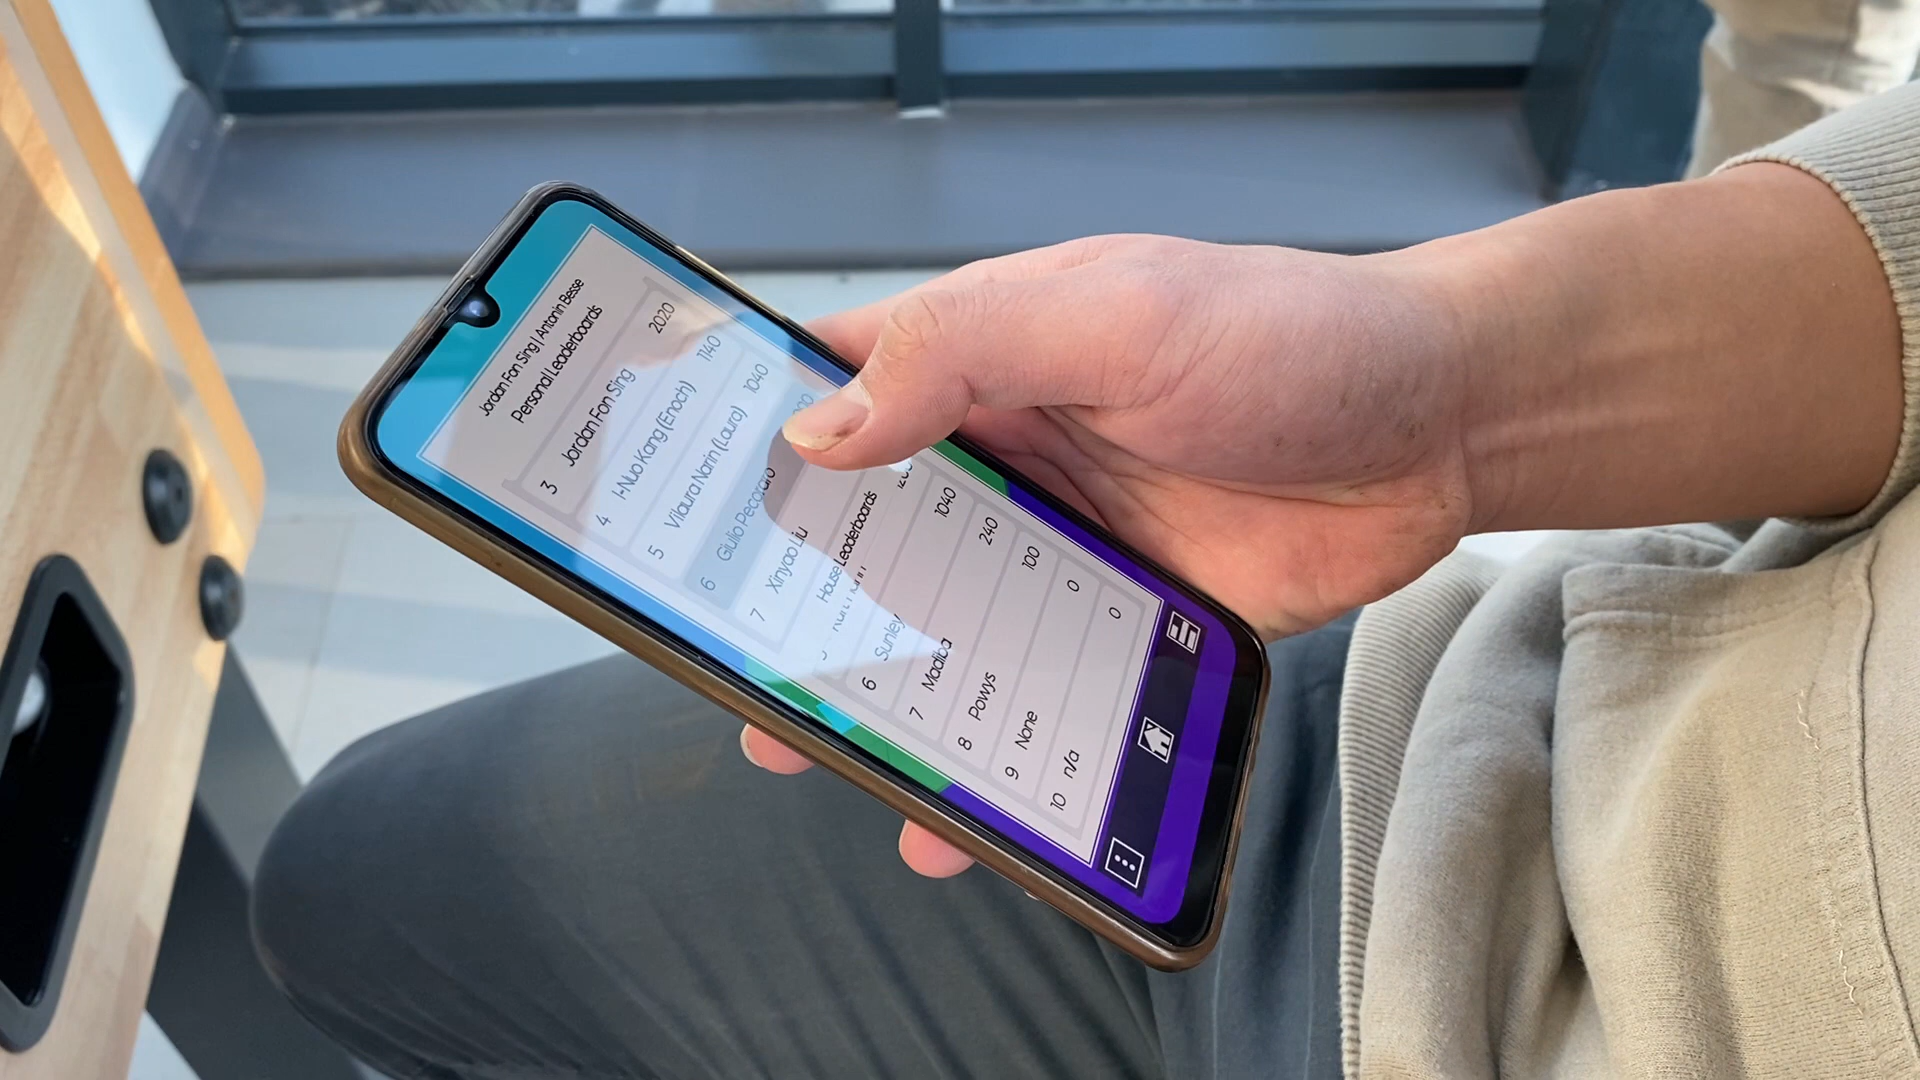 Jordan Fon Sing | Antonin Besse
Personal Leaderboards
3 Jordan Fon Sing 2020
4 I-Nuo Kang (Enoch) 1140
5 Vilaura Narin (Laura) 1040
6 Giulio Pecoraro
7 Xinyao Liu
House Leaderboards
6 Sunley 1040
7 Madiba 240
8 Powys 100
9 None 0
10 n/a 0